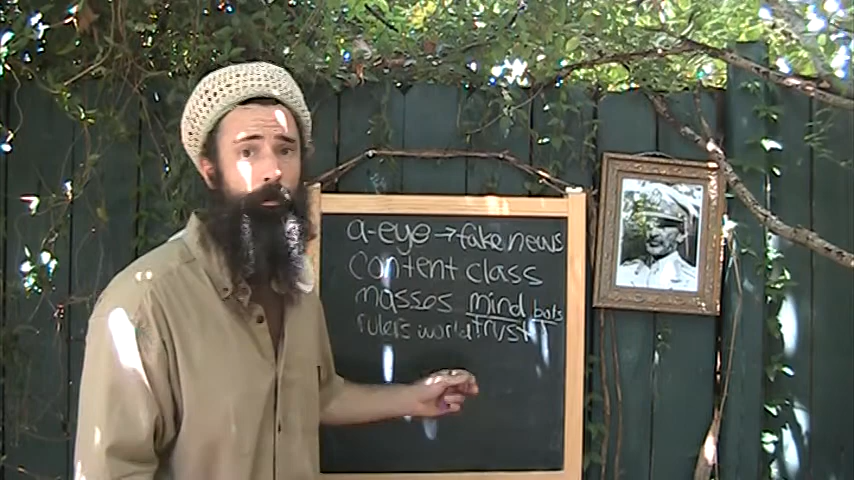 a-eye → fake news
content class
masses mind bots
rulers world trust